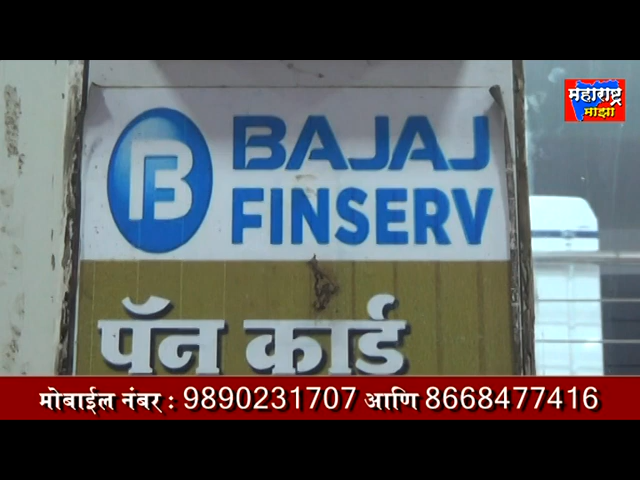 महाराष्ट्र
माझा
BAJAJ
FINSERV
पॅन कार्ड
मोबाईल नंबर : 9890231707 आणि 8668477416